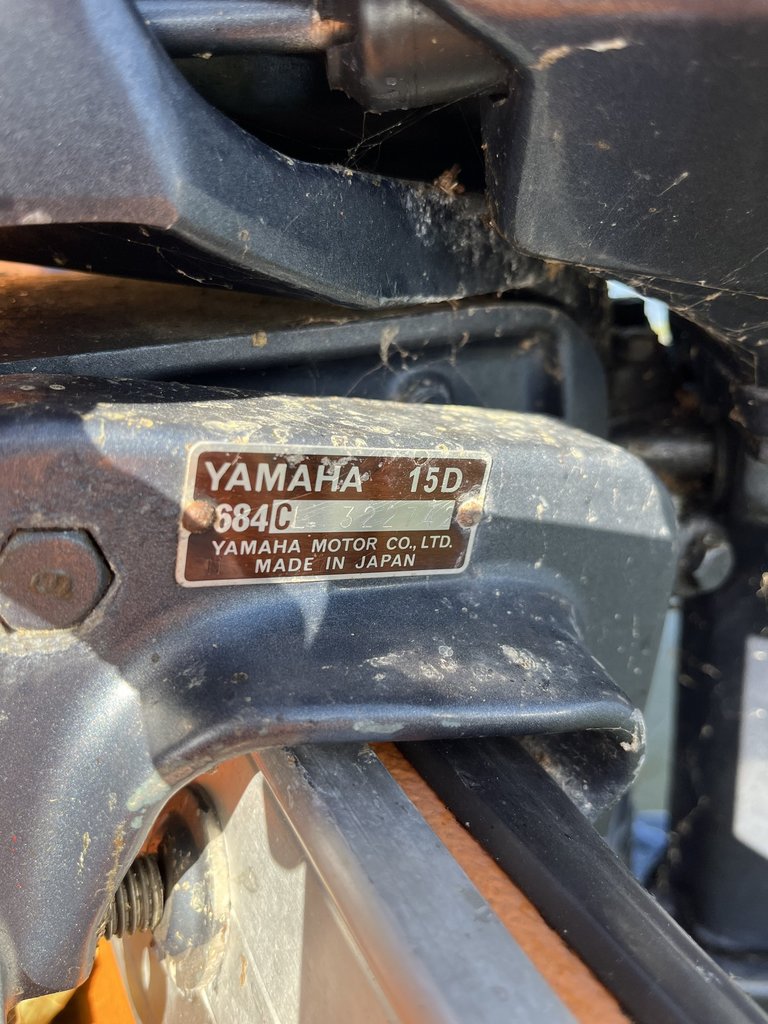 YAMAHA 15D
684C L
YAMAHA MOTOR CO., LTD.
MADE IN JAPAN